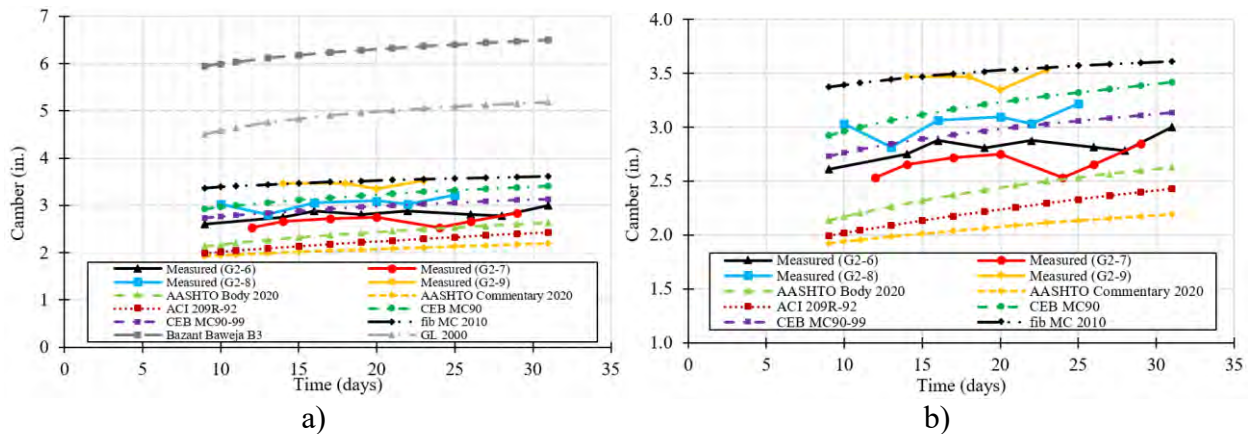 7
6
5
4
3
2
1
0
Camber (in.)
Measured (G2-6) Measured (G2-7)
Measured (G2-8) Measured (G2-9)
AASHTO Body 2020 AASHTO Commentary 2020
ACI 209R-92 CEB MC90
CEB MC90-99 fib MC 2010
Bazant Baweja B3 GL 2000
0 5 10 15 20 25 30 35
Time (days)
a)
4.0
3.5
3.0
2.5
2.0
1.5
1.0
Camber (in.)
Measured (G2-6) Measured (G2-7)
Measured (G2-8) Measured (G2-9)
AASHTO Body 2020 AASHTO Commentary 2020
ACI 209R-92 CEB MC90
CEB MC90-99 fib MC 2010
0 5 10 15 20 25 30 35
Time (days)
b)